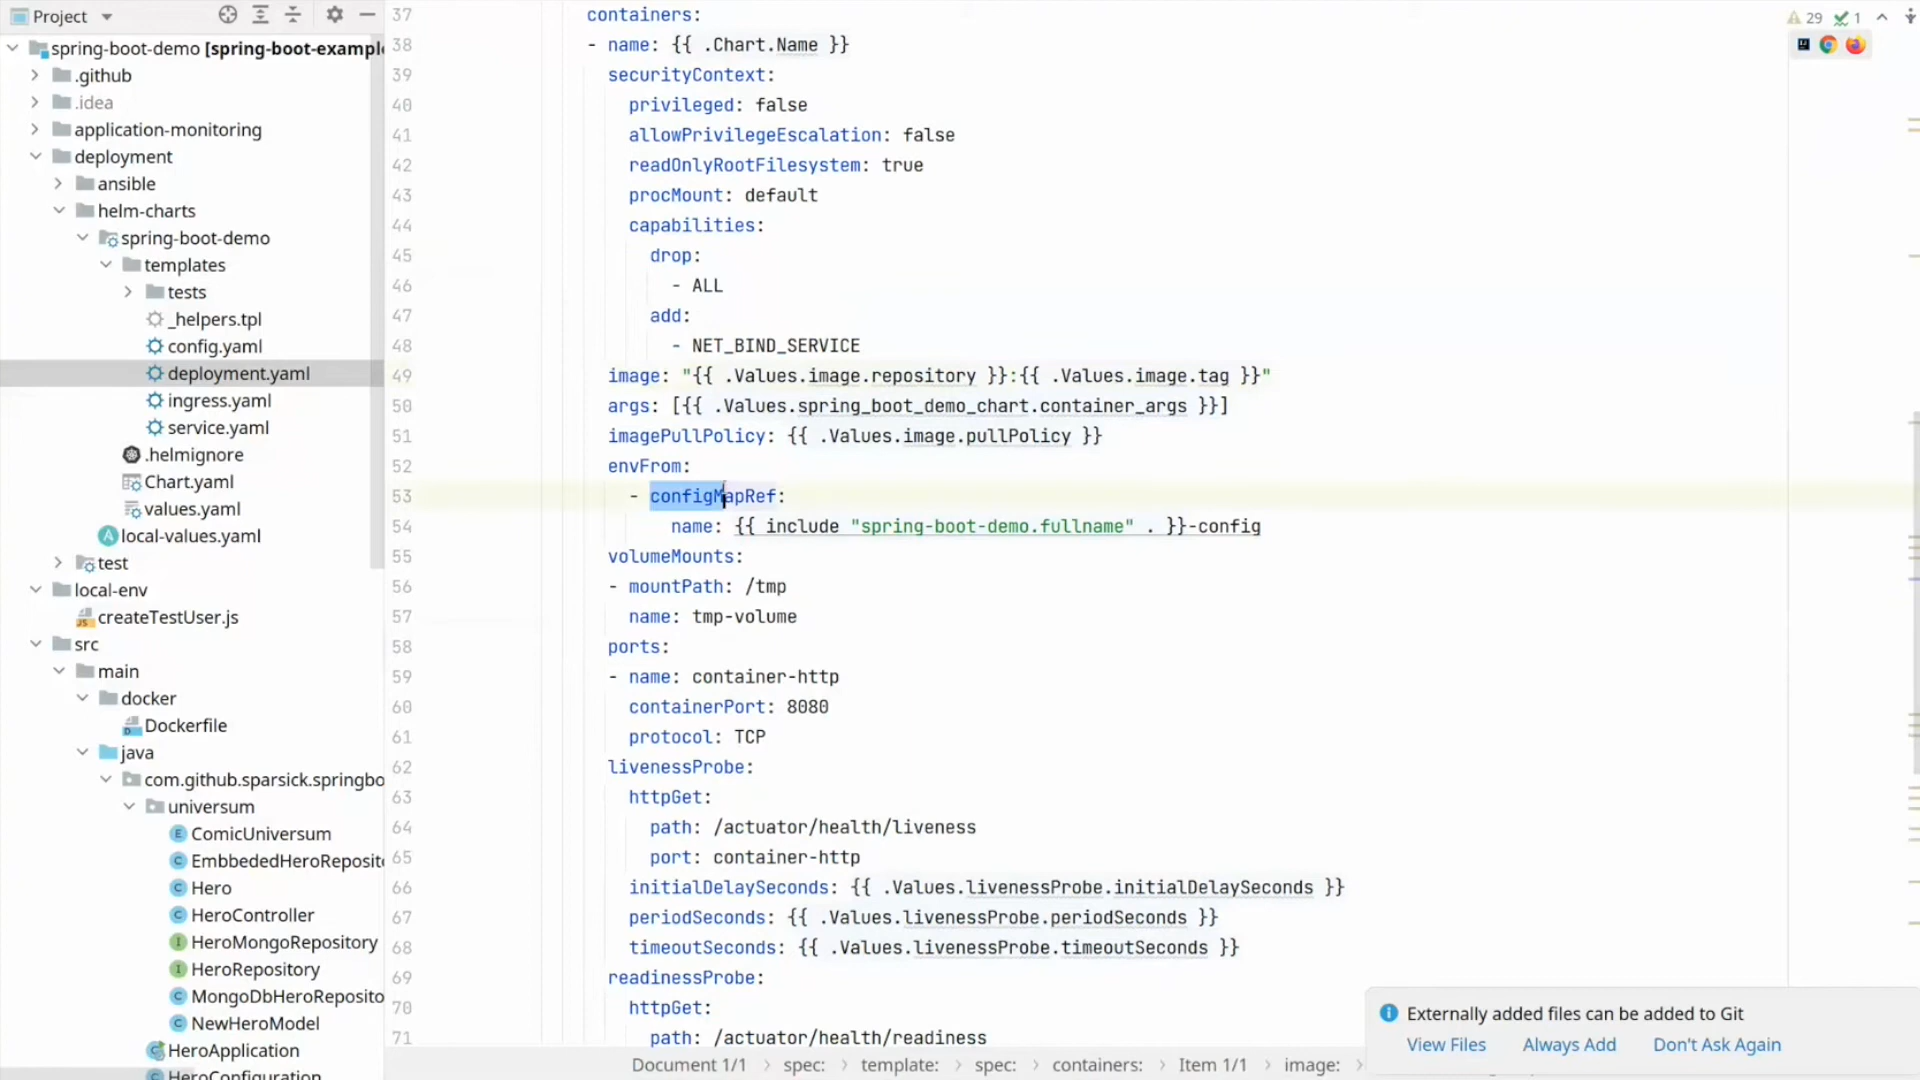 Project
spring-boot-demo [spring-boot-example
.github
.idea
application-monitoring
deployment
ansible
helm-charts
spring-boot-demo
templates
tests
_helpers.tpl
config.yaml
deployment.yaml
ingress.yaml
service.yaml
.helmignore
Chart.yaml
values.yaml
local-values.yaml
test
local-env
createTestUser.js
src
main
docker
Dockerfile
java
com.github.sparsick.springbo
universum
ComicUniversum
EmbbededHeroReposito
Hero
HeroController
HeroMongoRepository
HeroRepository
MongoDbHeroReposito
NewHeroModel
HeroApplication
HeroConfiguration
37 containers:
38 - name: {{ .Chart.Name }}
39 securityContext:
40 privileged: false
41 allowPrivilegeEscalation: false
42 readOnlyRootFilesystem: true
43 procMount: default
44 capabilities:
45 drop:
46 - ALL
47 add:
48 - NET_BIND_SERVICE
49 image: "{{ .Values.image.repository }}:{{ .Values.image.tag }}"
50 args: [{{ .Values.spring_boot_demo_chart.container_args }}]
51 imagePullPolicy: {{ .Values.image.pullPolicy }}
52 envFrom:
53 - configMapRef:
54 name: {{ include "spring-boot-demo.fullname" . }}-config
55 volumeMounts:
56 - mountPath: /tmp
57 name: tmp-volume
58 ports:
59 - name: container-http
60 containerPort: 8080
61 protocol: TCP
62 livenessProbe:
63 httpGet:
64 path: /actuator/health/liveness
65 port: container-http
66 initialDelaySeconds: {{ .Values.livenessProbe.initialDelaySeconds }}
67 periodSeconds: {{ .Values.livenessProbe.periodSeconds }}
68 timeoutSeconds: {{ .Values.livenessProbe.timeoutSeconds }}
69 readinessProbe:
70 httpGet:
71 path: /actuator/health/readiness
29 1
Externally added files can be added to Git
View Files Always Add Don't Ask Again
Document 1/1 > spec: > template: > spec: > containers: > Item 1/1 > image: >